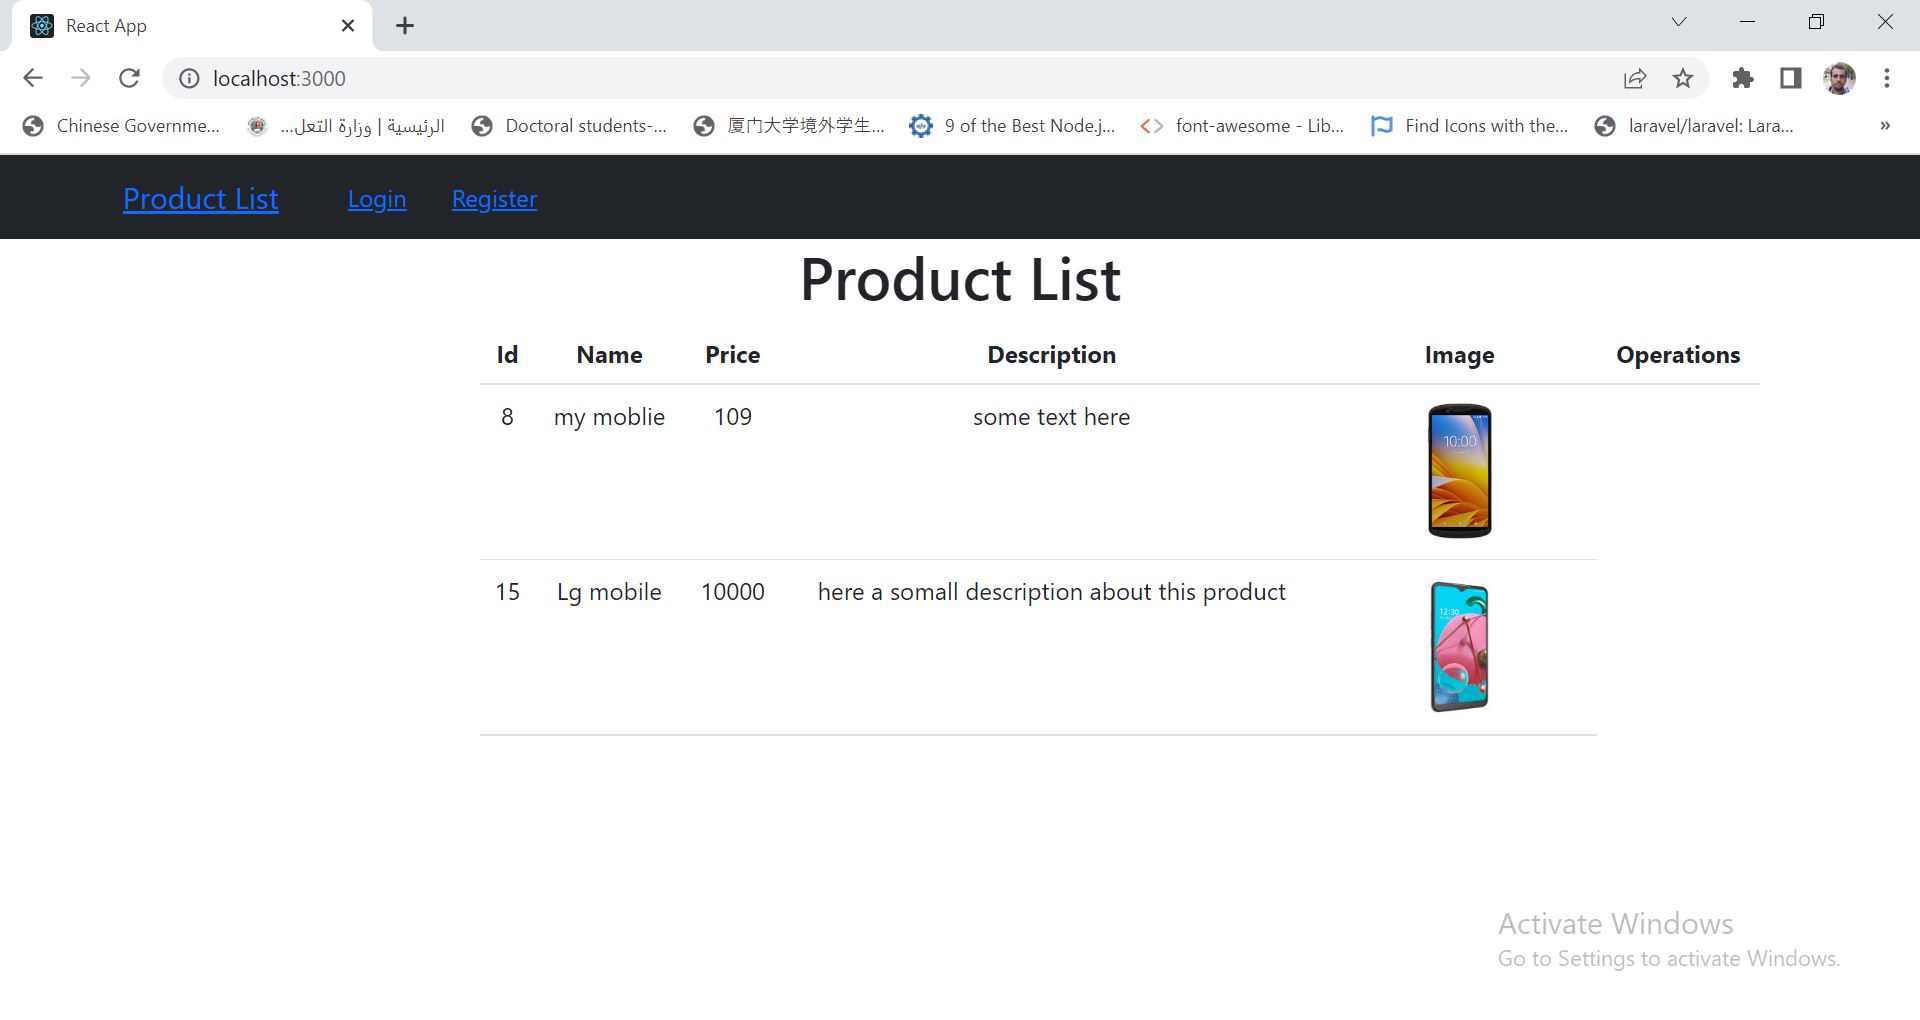 React App
localhost:3000
Chinese Governme...
الرئيسية | وزارة التعل...
Doctoral students-...
厦门大学境外学生...
9 of the Best Node.j...
font-awesome - Lib...
Find Icons with the...
laravel/laravel: Lara...
»
Product List Login Register
Product List
Id Name Price Description Image Operations
8 my moblie 109 some text here
10:00
15 Lg mobile 10000 here a somall description about this product
12:30
Activate Windows
Go to Settings to activate Windows.